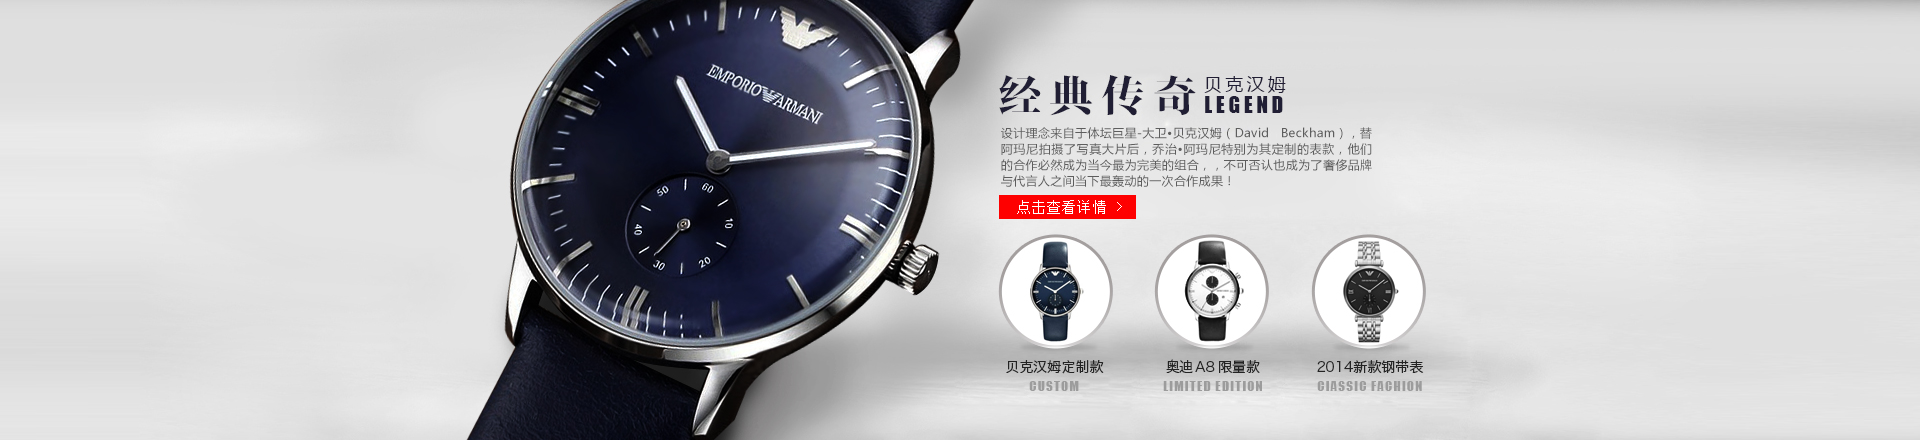 EMPORIO ARMANI
60
50
10
40
30
20
经典传奇 贝克汉姆
LEGEND
设计理念来自于体坛巨星-大卫•贝克汉姆（David Beckham），替
阿玛尼拍摄了写真大片后，乔治•阿玛尼特别为其定制的表款，他们
的合作必然成为当今最为完美的组合，，不可否认也成为了奢侈品牌
与代言人之间当下最轰动的一次合作成果！
点击查看详情 >
贝克汉姆定制款
CUSTOM
奥迪 A8 限量款
LIMITED EDITION
2014新款钢带表
CIASSIC FACHION